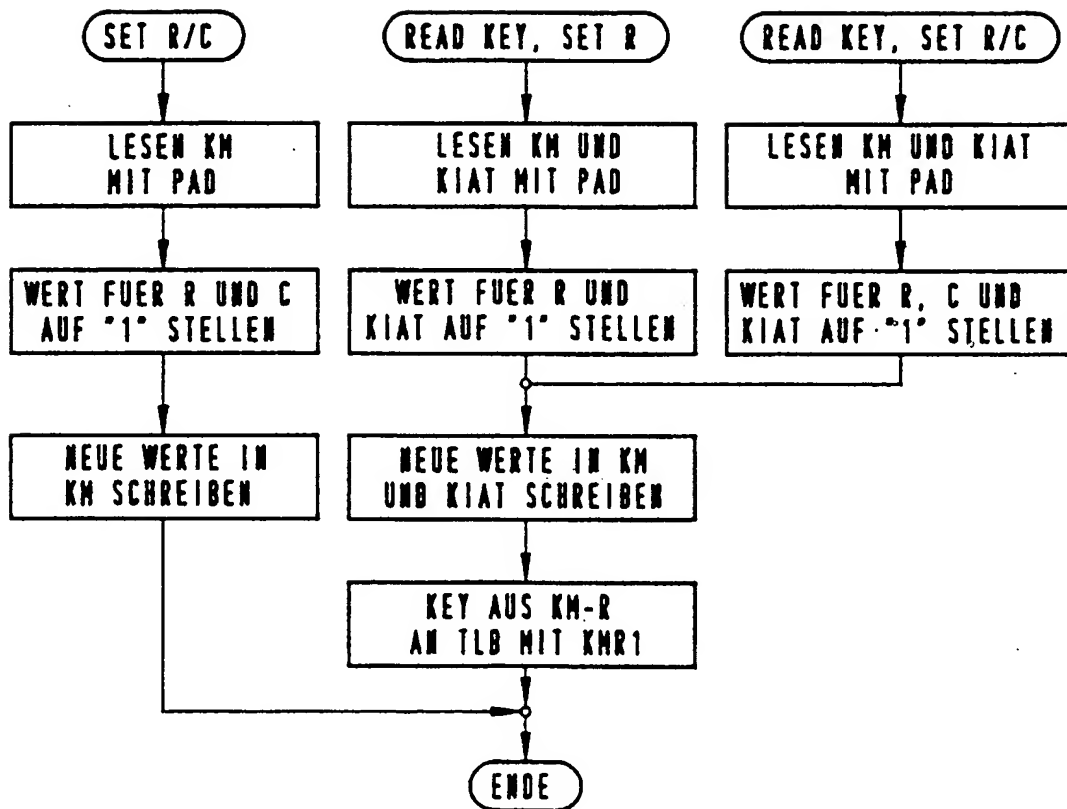 SET R/C
READ KEY, SET R
READ KEY, SET R/C
LESEN KM
MIT PAD
LESEN KM UND
KIAT MIT PAD
LESEN KM UND KIAT
MIT PAD
WERT FUER R UND C
AUF "1" STELLEN
WERT FUER R UND
KIAT AUF "1" STELLEN
WERT FUER R, C UND
KIAT AUF "1" STELLEN
NEUE WERTE IN
KM SCHREIBEN
NEUE WERTE IN KM
UND KIAT SCHREIBEN
KEY AUS KM-R
AN TLB MIT KMR1
ENDE